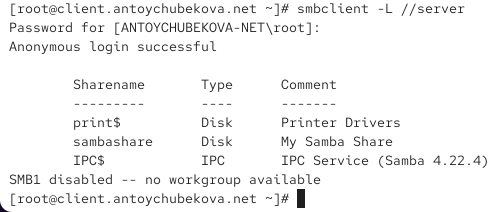 [root@client.antoychubekova.net ~]# smbclient -L //server
Password for [ANTOYCHUBEKOVA-NET\root]:
Anonymous login successful
Sharename Type Comment
--------- ---- -------
print$ Disk Printer Drivers
sambashare Disk My Samba Share
IPC$ IPC IPC Service (Samba 4.22.4)
SMB1 disabled -- no workgroup available
[root@client.antoychubekova.net ~]#